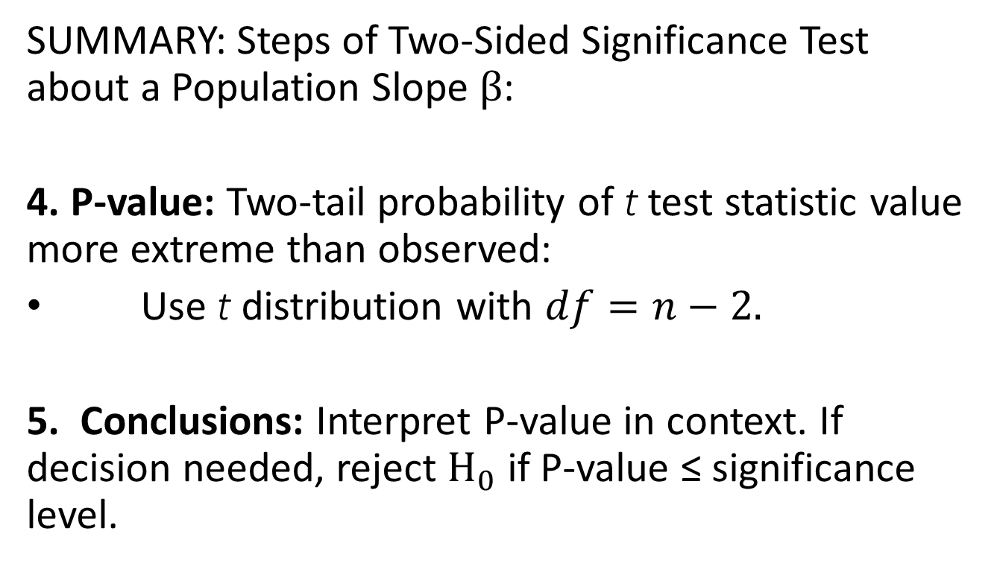 SUMMARY: Steps of Two-Sided Significance Test
about a Population Slope β:
4. P-value: Two-tail probability of t test statistic value
more extreme than observed:
• Use t distribution with df = n − 2.
5. Conclusions: Interpret P-value in context. If
decision needed, reject H₀ if P-value ≤ significance
level.